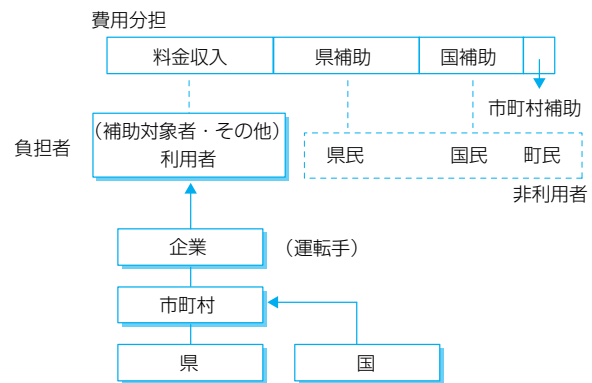 費用分担
料金収入
県補助
国補助
市町村補助
負担者
(補助対象者・その他)
利用者
県民
国民
町民
非利用者
企業
(運転手)
市町村
県
国